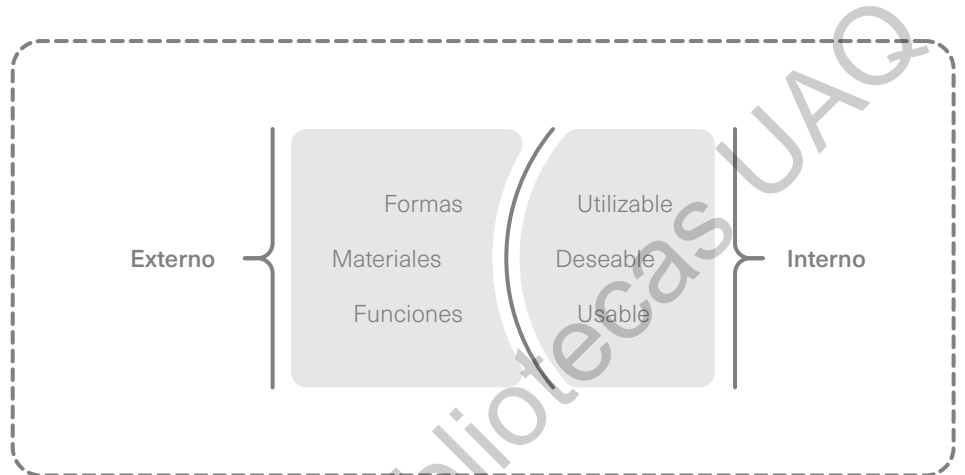 Formas Utilizable
Externo Materiales Deseable Interno
Funciones Usable
Bibliotecas UAQ